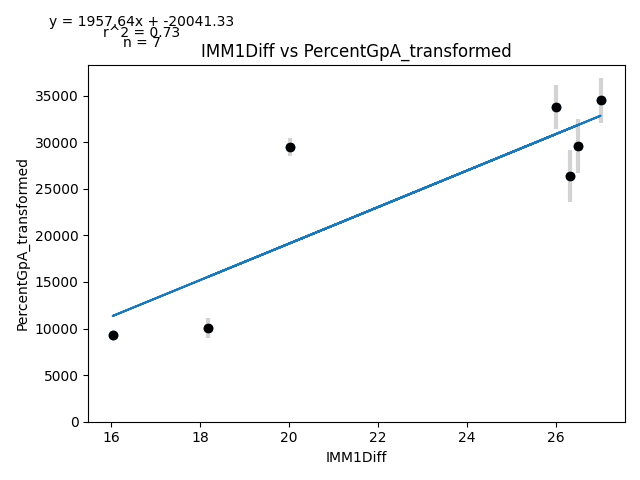 y = 1957.64x + -20041.33
r^2 = 0.73
n = 7
IMM1Diff vs PercentGpA_transformed
PercentGpA_transformed
35000
30000
25000
20000
15000
10000
5000
0
16 18 20 22 24 26
IMM1Diff